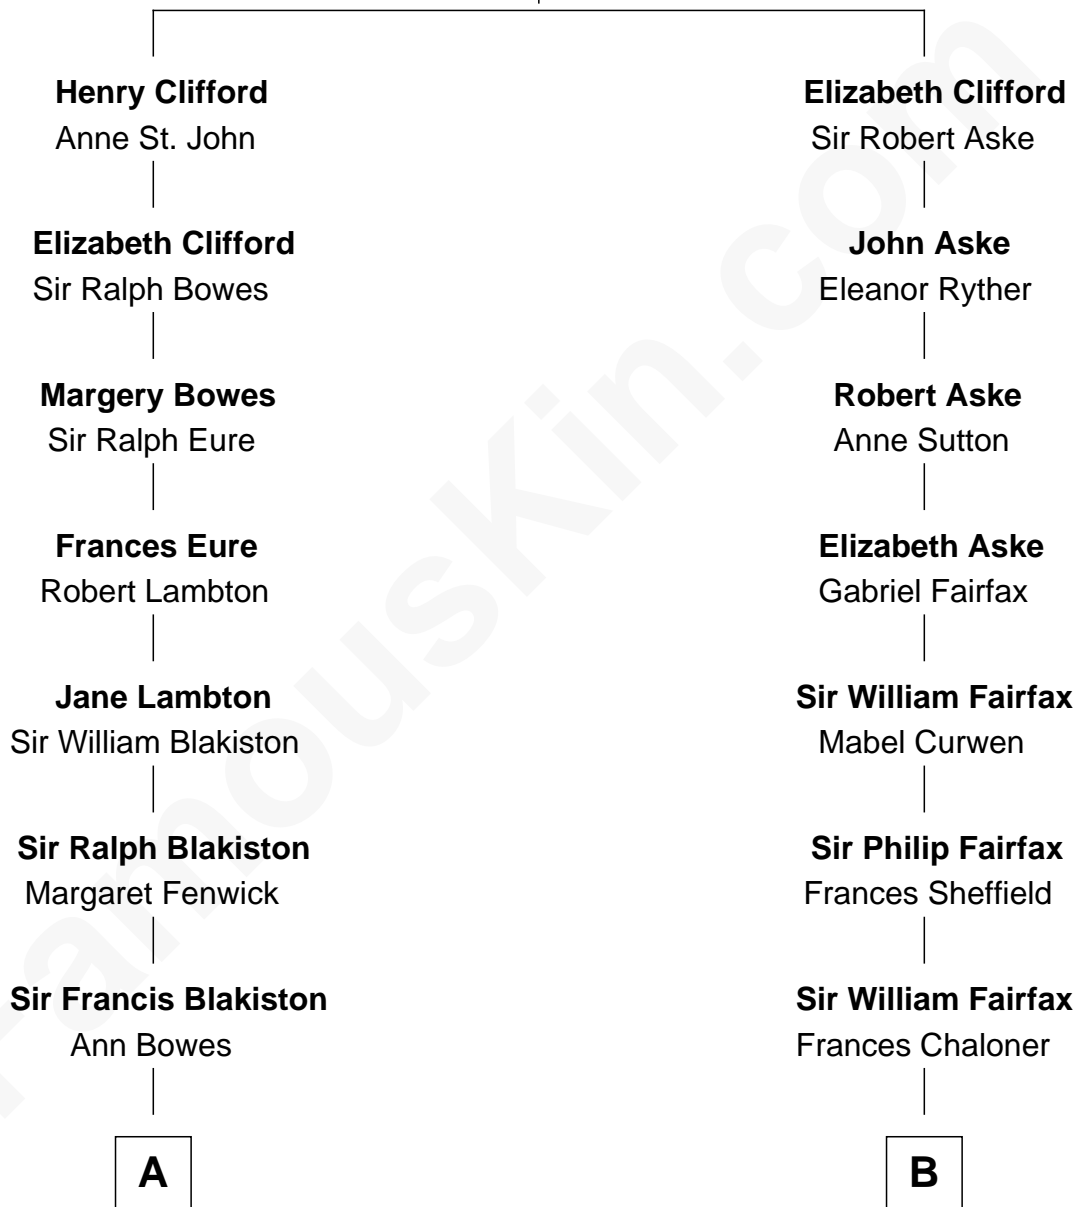 Henry Clifford
Anne St. John
Elizabeth Clifford
Sir Ralph Bowes
Margery Bowes
Sir Ralph Eure
Frances Eure
Robert Lambton
Jane Lambton
Sir William Blakiston
Sir Ralph Blakiston
Margaret Fenwick
Sir Francis Blakiston
Ann Bowes
A
Elizabeth Clifford
Sir Robert Aske
John Aske
Eleanor Ryther
Robert Aske
Anne Sutton
Elizabeth Aske
Gabriel Fairfax
Sir William Fairfax
Mabel Curwen
Sir Philip Fairfax
Frances Sheffield
Sir William Fairfax
Frances Chaloner
B
FamousKin.com